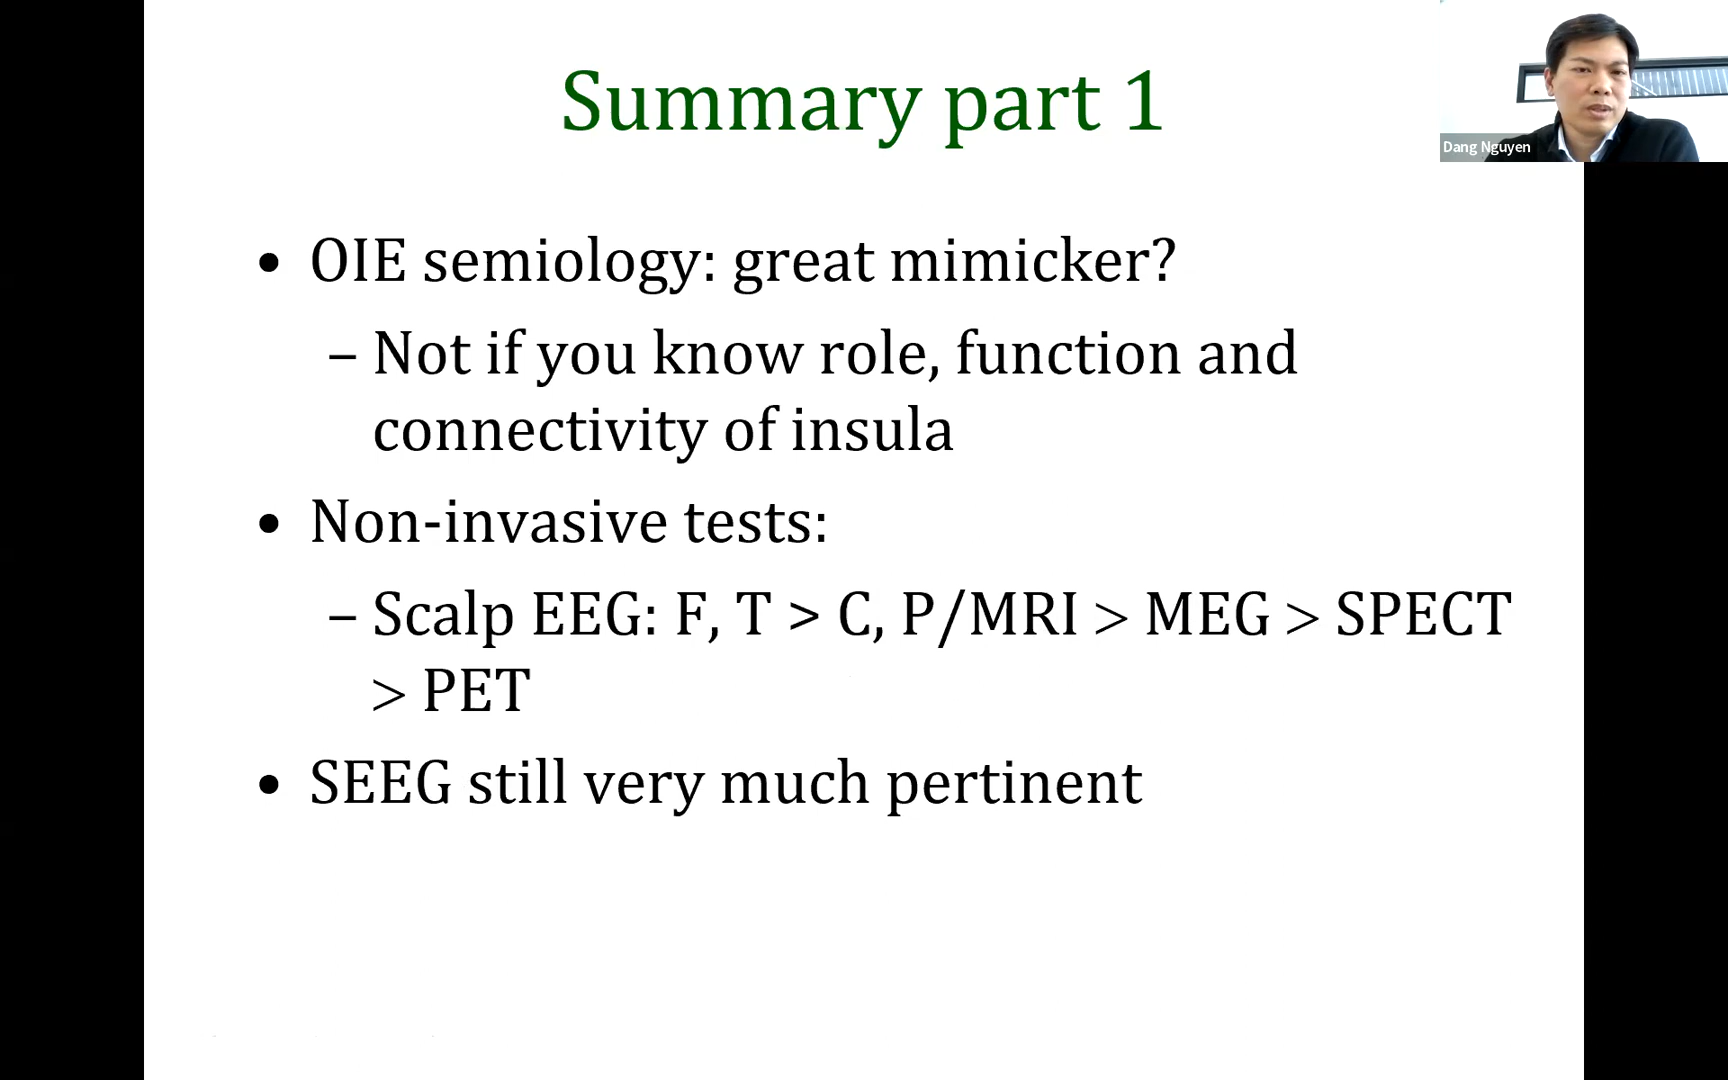 Summary part 1
Dang Nguyen
• OIE semiology: great mimicker?
– Not if you know role, function and
connectivity of insula
• Non-invasive tests:
– Scalp EEG: F, T > C, P/MRI > MEG > SPECT
> PET
• SEEG still very much pertinent